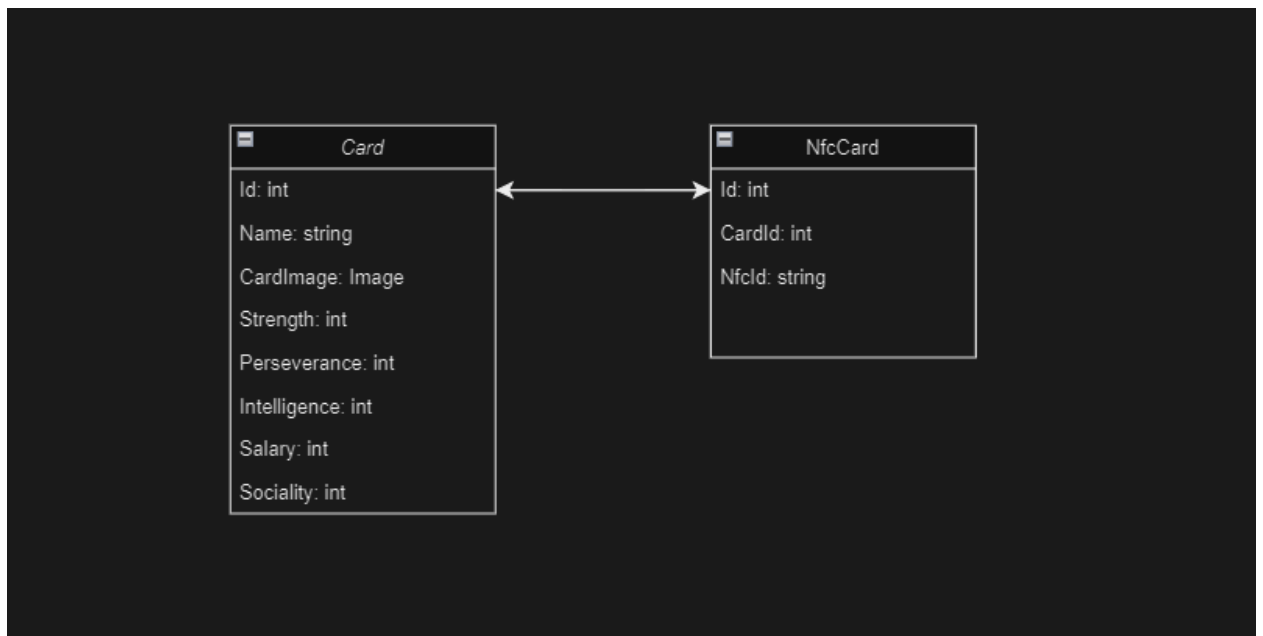 Card
Id: int
Name: string
CardImage: Image
Strength: int
Perseverance: int
Intelligence: int
Salary: int
Sociality: int
NfcCard
Id: int
CardId: int
NfcId: string